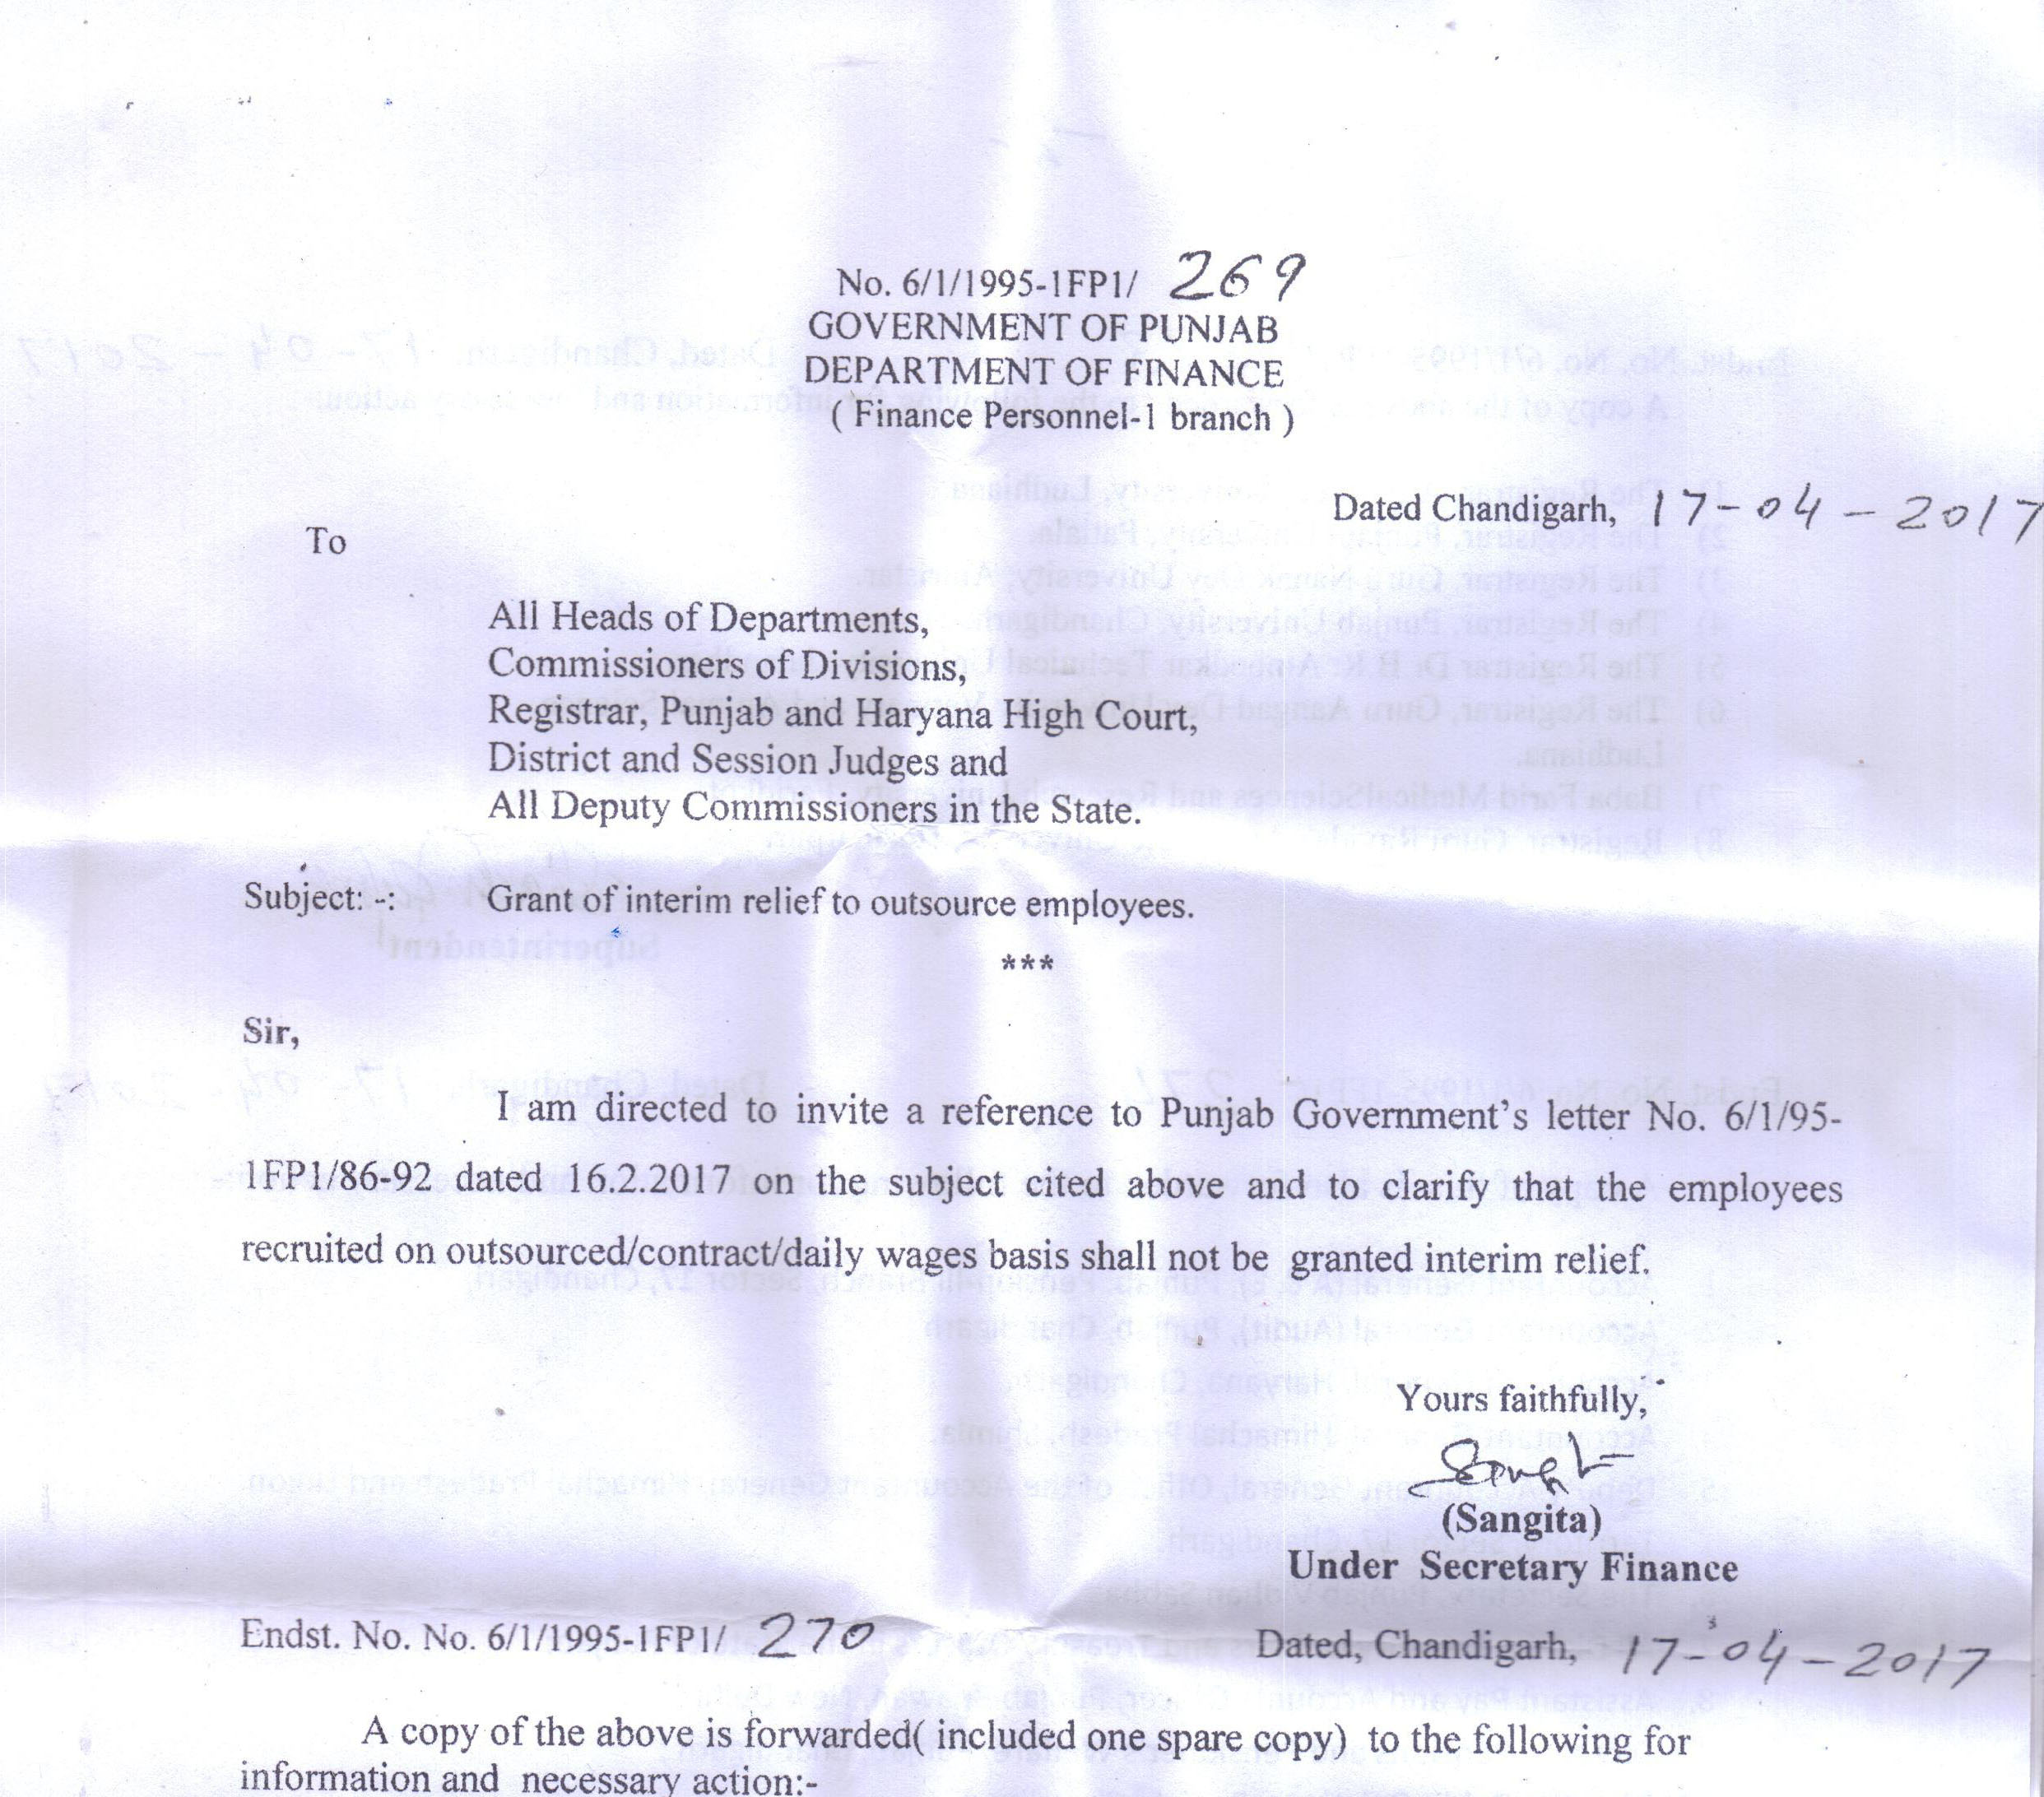 No. 6/1/1995-1FP1/ 269
GOVERNMENT OF PUNJAB
DEPARTMENT OF FINANCE
( Finance Personnel-1 branch )
Dated Chandigarh, 17-04-2017
To
All Heads of Departments,
Commissioners of Divisions,
Registrar, Punjab and Haryana High Court,
District and Session Judges and
All Deputy Commissioners in the State.
Subject: -: Grant of interim relief to outsource employees.
***
Sir,
I am directed to invite a reference to Punjab Government's letter No. 6/1/95-
1FP1/86-92 dated 16.2.2017 on the subject cited above and to clarify that the employees
recruited on outsourced/contract/daily wages basis shall not be granted interim relief.
Yours faithfully,
(Sangita)
Under Secretary Finance
Endst. No. No. 6/1/1995-1FP1/ 270 Dated, Chandigarh, 17-04-2017
A copy of the above is forwarded( included one spare copy) to the following for
information and necessary action:-